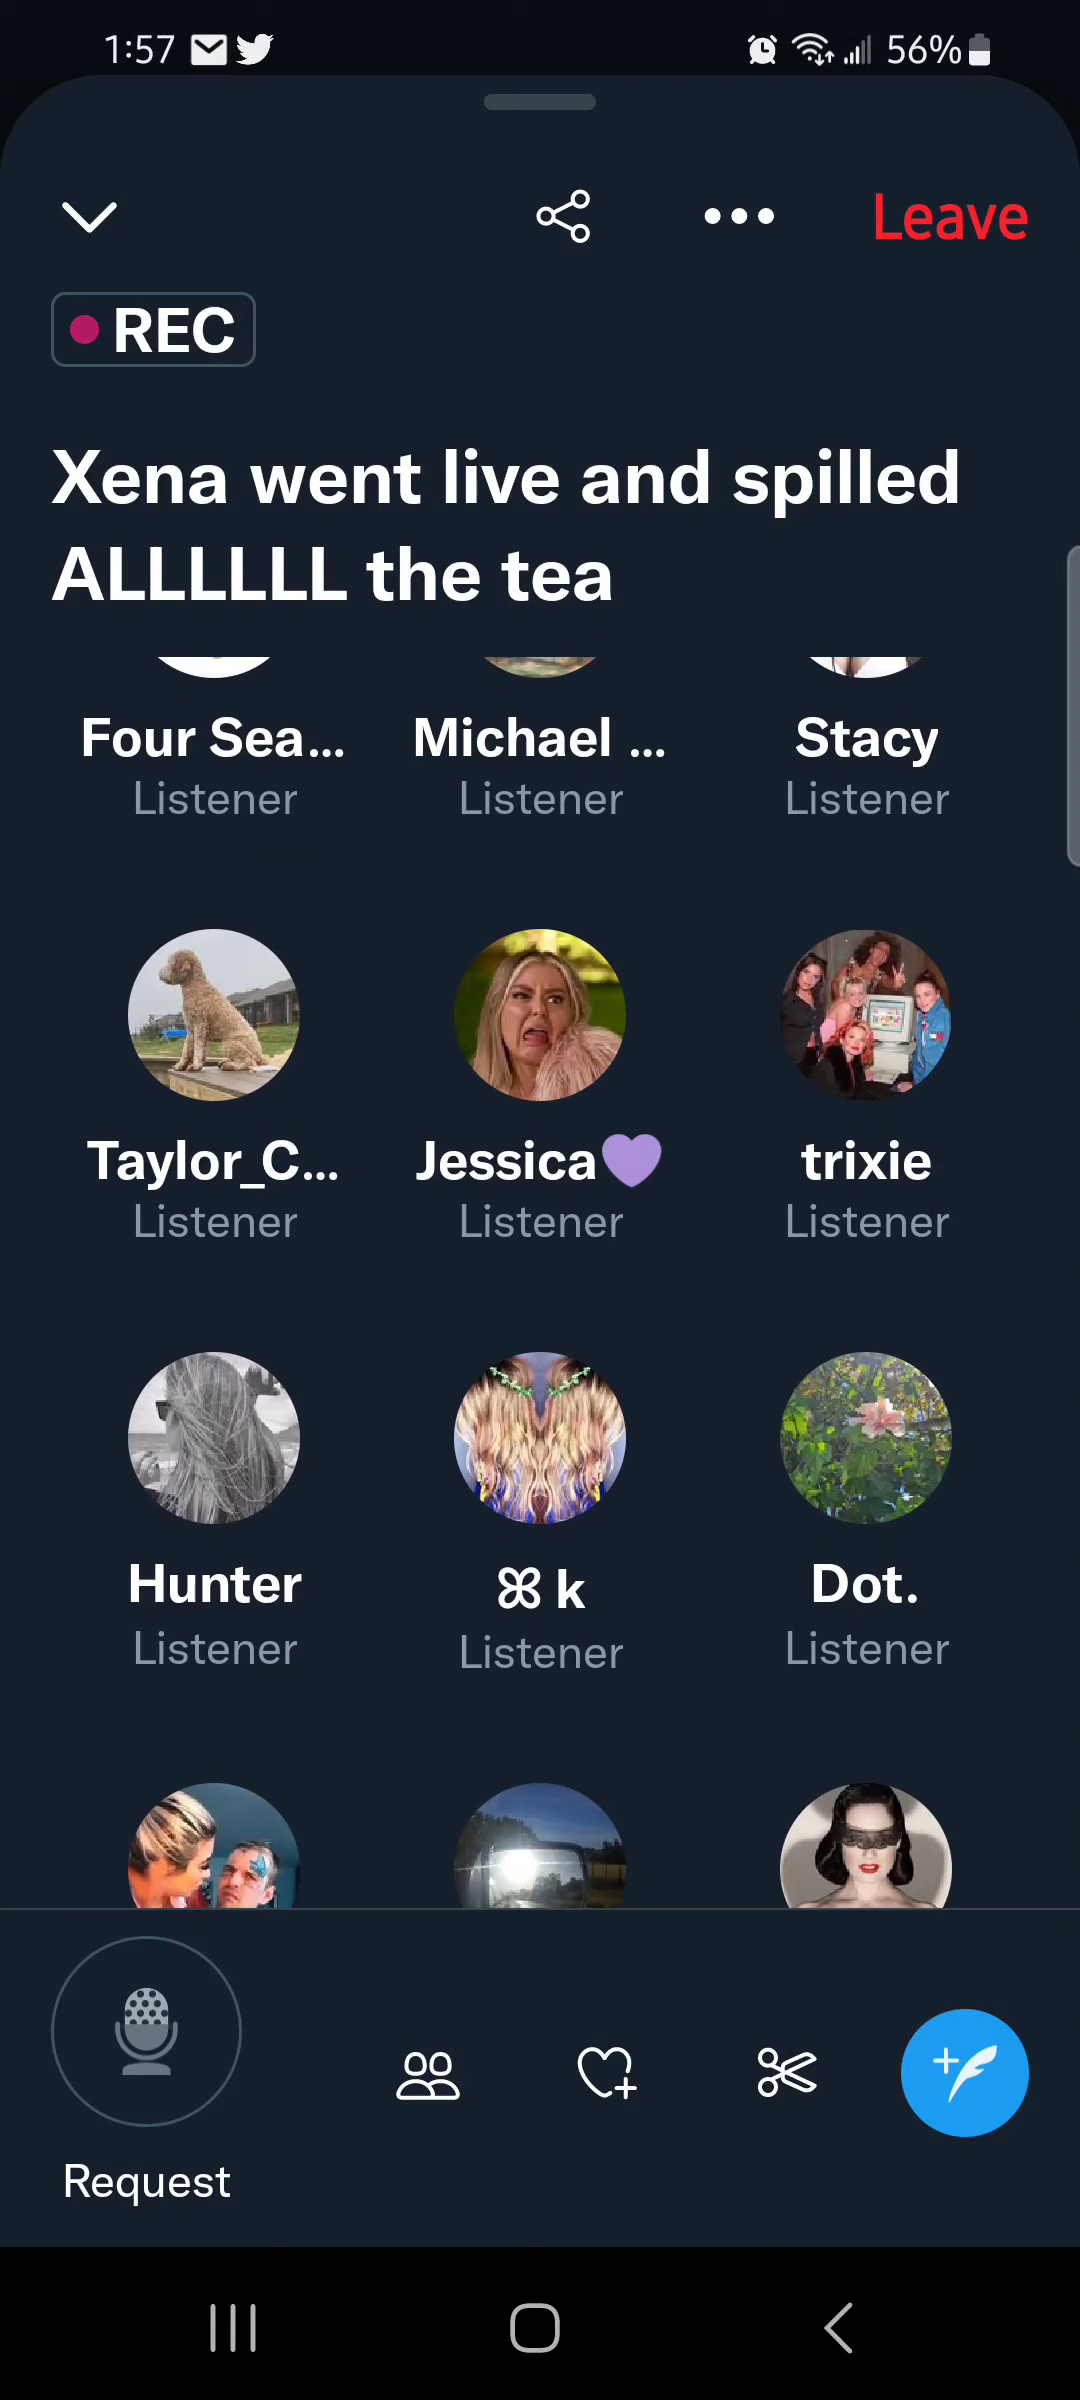 1:57
56%
Leave
REC
Xena went live and spilled
ALLLLLL the tea
Four Sea... Michael ... Stacy
Listener Listener Listener
Taylor_C... Jessica💜 trixie
Listener Listener Listener
Hunter ꕤ k Dot.
Listener Listener Listener
Request